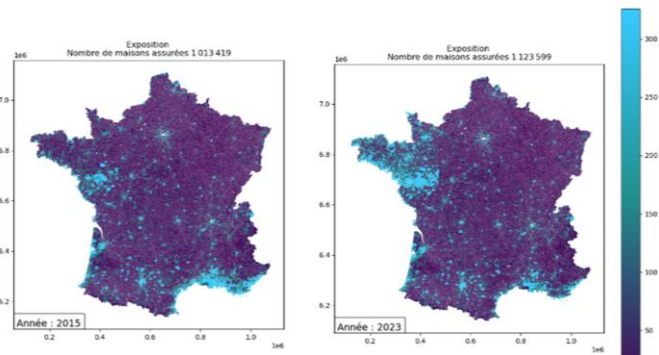 Exposition
Nombre de maisons assurées 1 013 419
1e6
7.0
6.8
6.6
6.4
6.2
Année : 2015
0.2
0.4
0.6
0.8
1.0
1e6
Exposition
Nombre de maisons assurées 1 123 599
1e6
7.0
6.8
6.6
6.4
6.2
Année : 2023
0.2
0.4
0.6
0.8
1.0
1e6
300
250
200
150
100
50